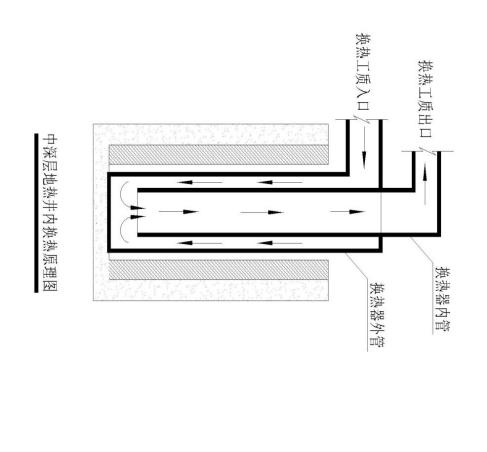 换热工质出口
换热工质入口
换热器内管
换热器外管
中深层地热井内换热原理图